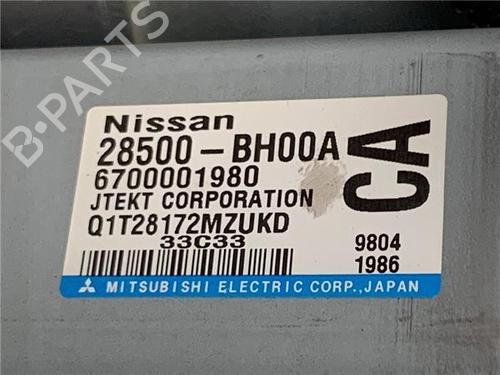 B-PARTS
Nissan
28500-BH00A
CA
6700001980
JTEKT CORPORATION
Q1T28172MZUKD
33C33
9804
1986
MITSUBISHI ELECTRIC CORP., JAPAN